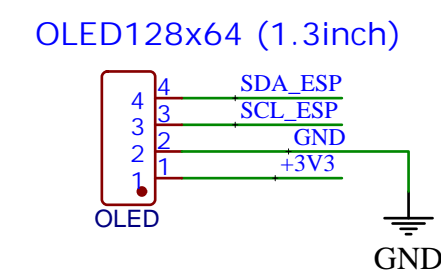 OLED128x64 (1.3inch)
4 4 SDA_ESP
3 3 SCL_ESP
2 2 GND
1 1 +3V3
OLED
GND